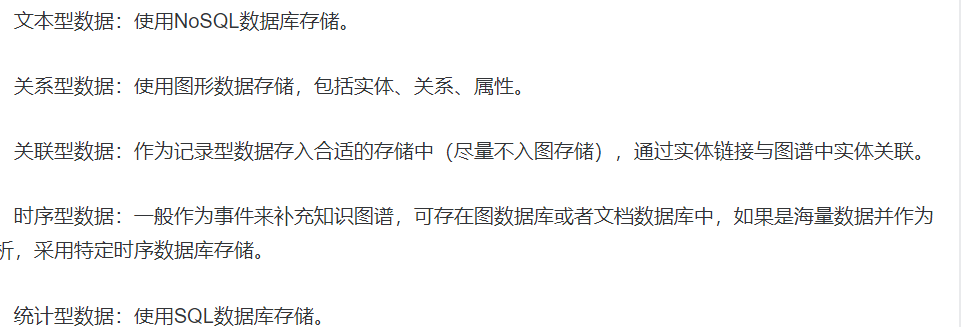 文本型数据：使用NoSQL数据库存储。
关系型数据：使用图形数据存储，包括实体、关系、属性。
关联型数据：作为记录型数据存入合适的存储中（尽量不入图存储），通过实体链接与图谱中实体关联。
时序型数据：一般作为事件来补充知识图谱，可存在图数据库或者文档数据库中，如果是海量数据并作为
析，采用特定时序数据库存储。
统计型数据：使用SQL数据库存储。